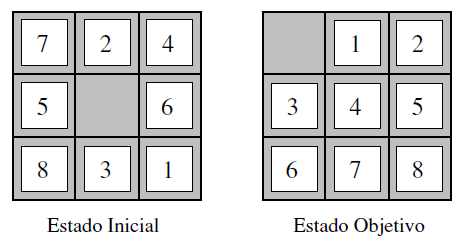 7 2 4 1 2
5 6 3 4 5
8 3 1 6 7 8
Estado Inicial Estado Objetivo